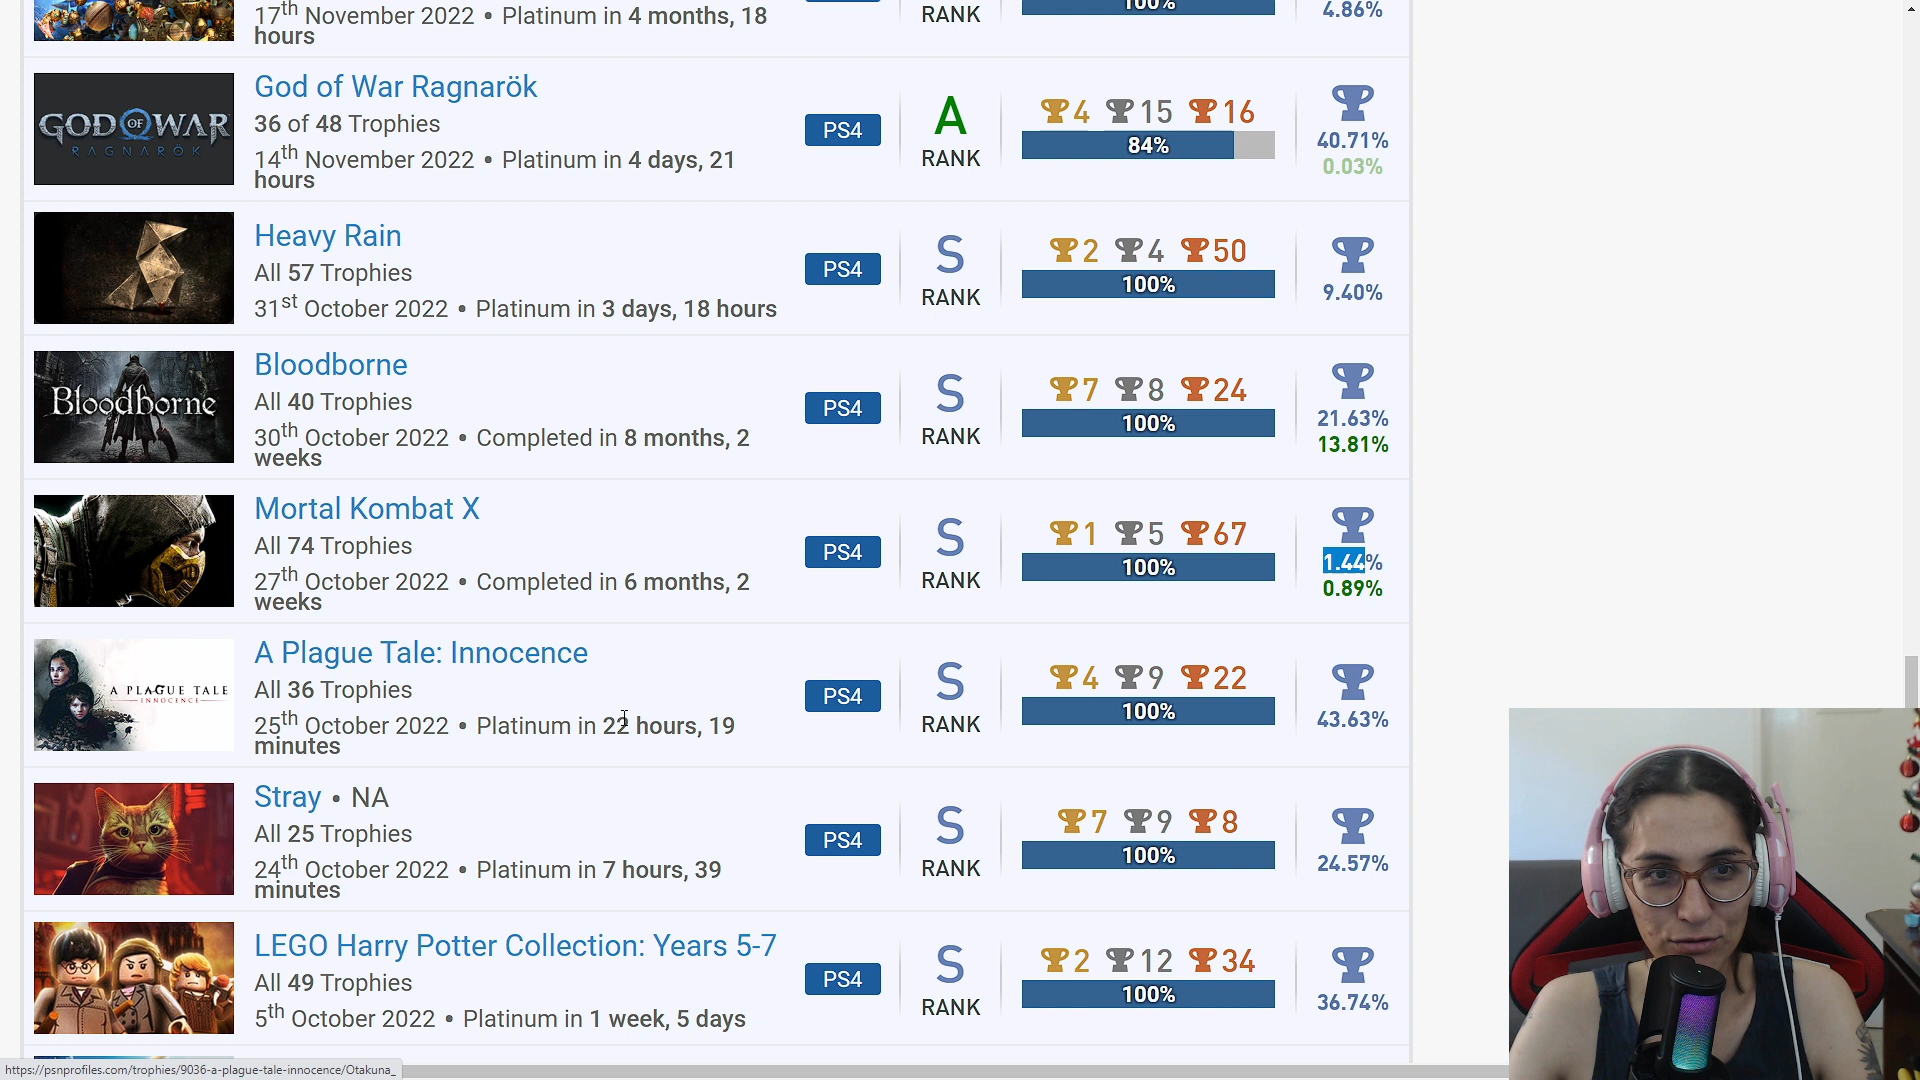 17th November 2022 • Platinum in 4 months, 18
hours
RANK
100%
4.86%
GOD OF WAR
RAGNARÖK
God of War Ragnarök
36 of 48 Trophies
14th November 2022 • Platinum in 4 days, 21
hours
PS4
A
RANK
4 15 16
84%
40.71%
0.03%
Heavy Rain
All 57 Trophies
31st October 2022 • Platinum in 3 days, 18 hours
PS4
S
RANK
2 4 50
100%
9.40%
Bloodborne
Bloodborne
All 40 Trophies
30th October 2022 • Completed in 8 months, 2
weeks
PS4
S
RANK
7 8 24
100%
21.63%
13.81%
Mortal Kombat X
All 74 Trophies
27th October 2022 • Completed in 6 months, 2
weeks
PS4
S
RANK
1 5 67
100%
1.44%
0.89%
A PLAGUE TALE
INNOCENCE
A Plague Tale: Innocence
All 36 Trophies
25th October 2022 • Platinum in 22 hours, 19
minutes
PS4
S
RANK
4 9 22
100%
43.63%
Stray • NA
All 25 Trophies
24th October 2022 • Platinum in 7 hours, 39
minutes
PS4
S
RANK
7 9 8
100%
24.57%
LEGO Harry Potter Collection: Years 5-7
All 49 Trophies
5th October 2022 • Platinum in 1 week, 5 days
PS4
S
RANK
2 12 34
100%
36.74%
https://psnprofiles.com/trophies/9036-a-plague-tale-innocence/Otakuna_